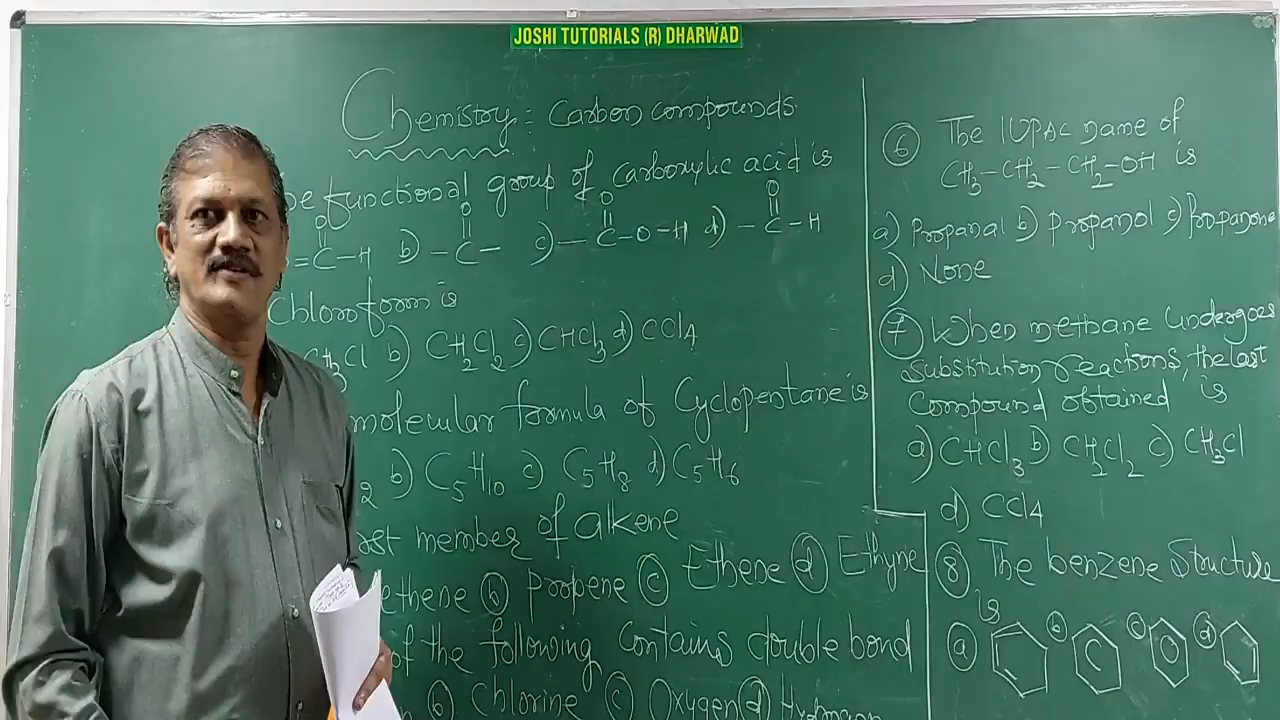 JOSHI TUTORIALS (R) DHARWAD
Chemistry: Carbon compounds
functional group of carboxylic acid is
O O O O
=C-H b) -C- c) -C-O-H d) -C-H
Chloroform is
CH3Cl b) CH2Cl2 c) CHCl3 d) CCl4
molecular formula of Cyclopentane is
2 b) C5H10 c) C5H8 d) C5H6
member of alkene
ethene b propene c Ethene d Ethyne
of the following contains double bond
b Chlorine c Oxygen d Hydrogen
6 The IUPAC name of
CH3-CH2-CH2-OH is
a) Propanal b) propanol c) Propanone
d) None
7 When methane undergoes
Substitution reactions, the last
Compound obtained is
a) CHCl3 b) CH2Cl2 c) CH3Cl
d) CCl4
8 The benzene Structure
is
a b c d